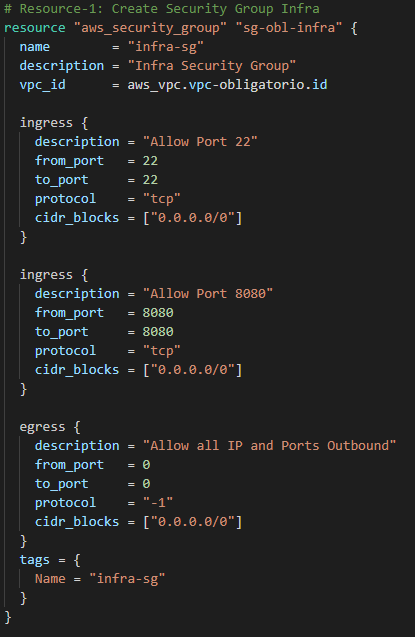 # Resource-1: Create Security Group Infra
resource "aws_security_group" "sg-obl-infra" {
  name        = "infra-sg"
  description = "Infra Security Group"
  vpc_id      = aws_vpc.vpc-obligatorio.id

  ingress {
    description = "Allow Port 22"
    from_port   = 22
    to_port     = 22
    protocol    = "tcp"
    cidr_blocks = ["0.0.0.0/0"]
  }

  ingress {
    description = "Allow Port 8080"
    from_port   = 8080
    to_port     = 8080
    protocol    = "tcp"
    cidr_blocks = ["0.0.0.0/0"]
  }

  egress {
    description = "Allow all IP and Ports Outbound"
    from_port   = 0
    to_port     = 0
    protocol    = "-1"
    cidr_blocks = ["0.0.0.0/0"]
  }
  tags = {
    Name = "infra-sg"
  }
}